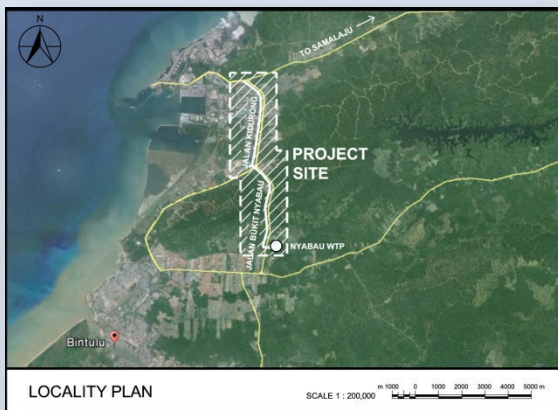 N
TO SAMALAJU
JALAN KIDURONG
PROJECT
SITE
JALAN BUKIT NYABAU
NYABAU WTP
Bintulu
LOCALITY PLAN
SCALE 1 : 200,000
m 1000 0 1000 2000 3000 4000 5000 m